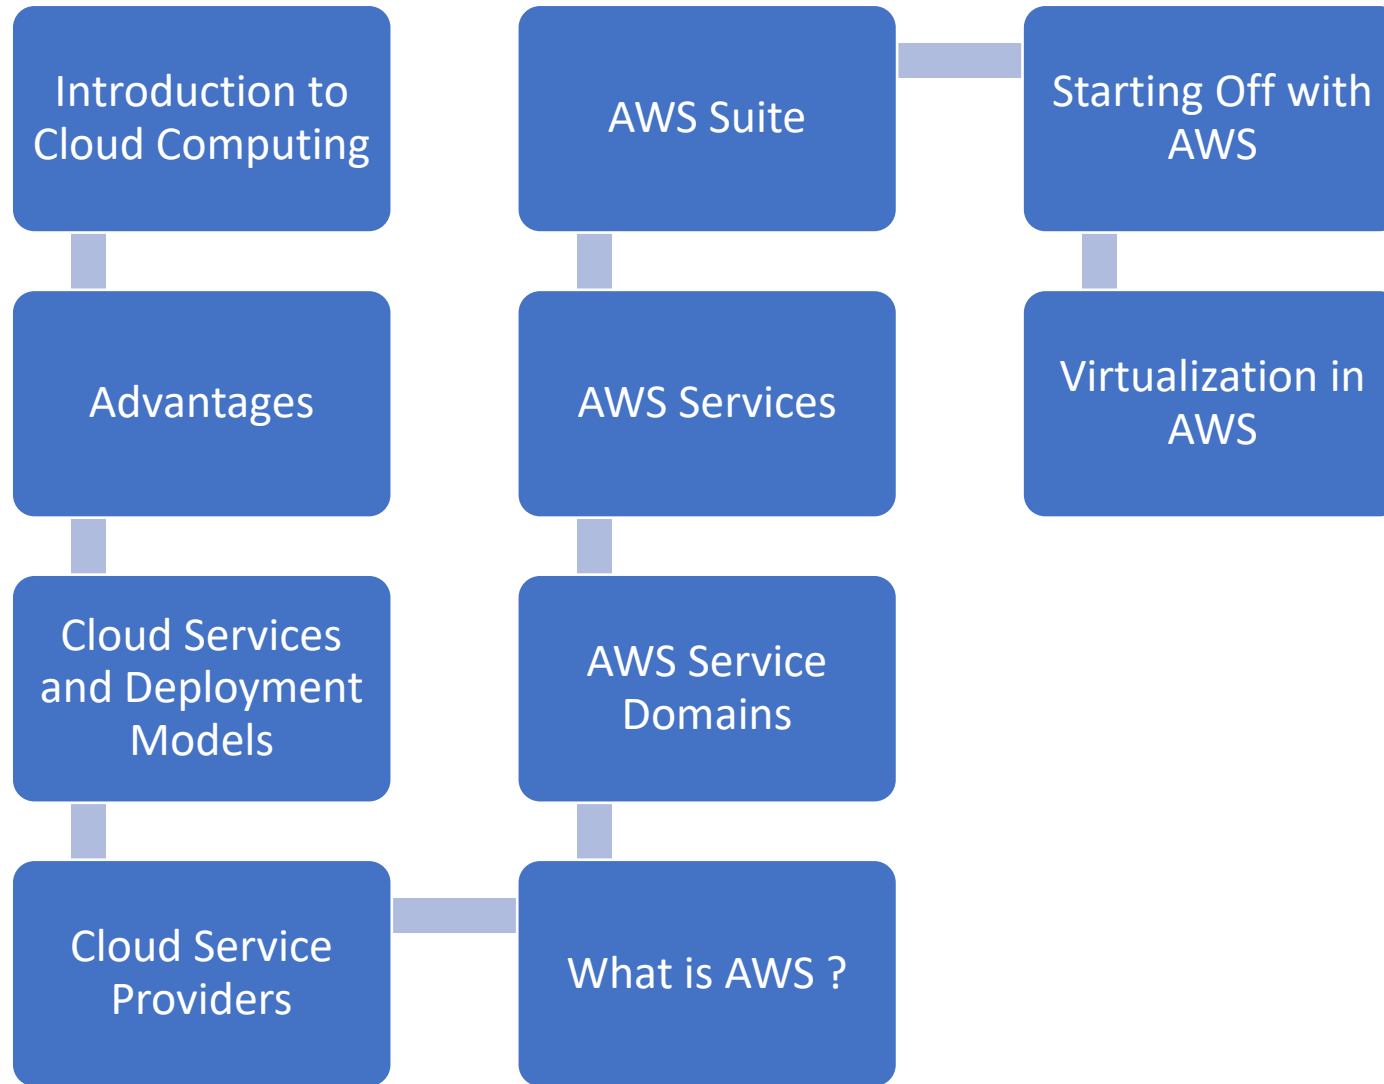 Introduction to
Cloud Computing
Advantages
Cloud Services
and Deployment
Models
Cloud Service
Providers
What is AWS ?
AWS Service
Domains
AWS Services
AWS Suite
Starting Off with
AWS
Virtualization in
AWS